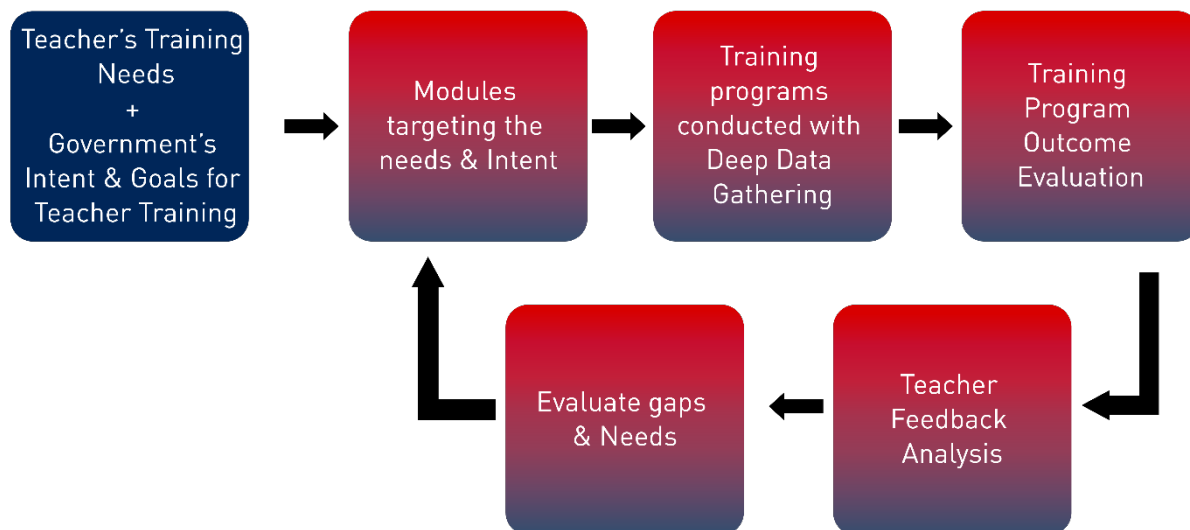 Teacher's Training
Needs
+
Government's
Intent & Goals for
Teacher Training
Modules
targeting the
needs & Intent
Training
programs
conducted with
Deep Data
Gathering
Training
Program
Outcome
Evaluation
Teacher
Feedback
Analysis
Evaluate gaps
& Needs